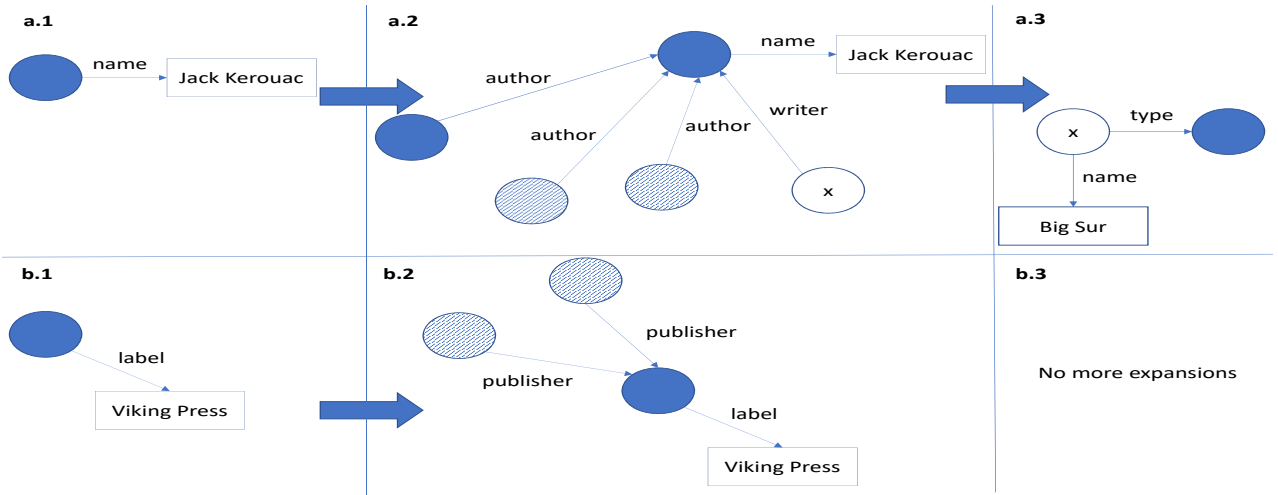 a.1
name
Jack Kerouac
a.2
name
Jack Kerouac
author
author
author
writer
x
a.3
x
type
name
Big Sur
b.1
label
Viking Press
b.2
publisher
publisher
label
Viking Press
b.3
No more expansions